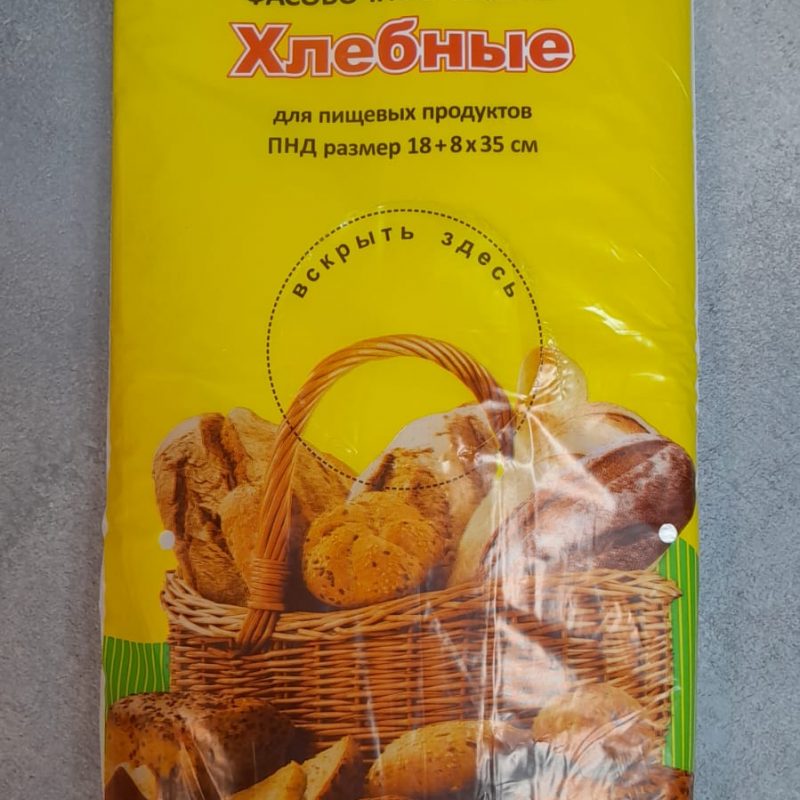 Хлебные
для пищевых продуктов
ПНД размер 18+8х35 см
вскрыть здесь